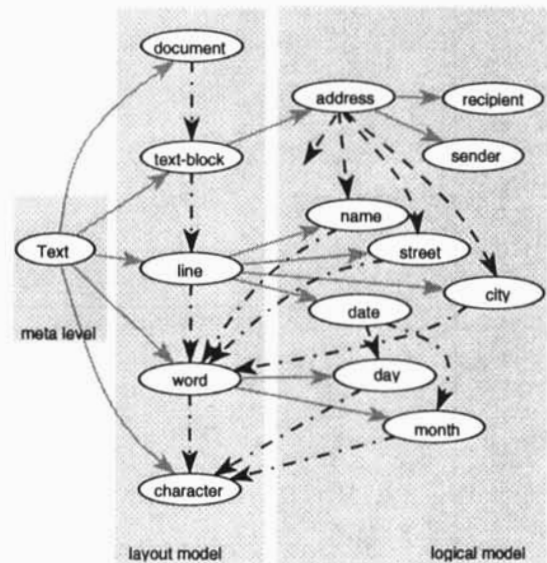 document
address
recipient
text-block
sender
name
Text
street
line
city
date
meta level
word
day
month
character
layout model
logical model